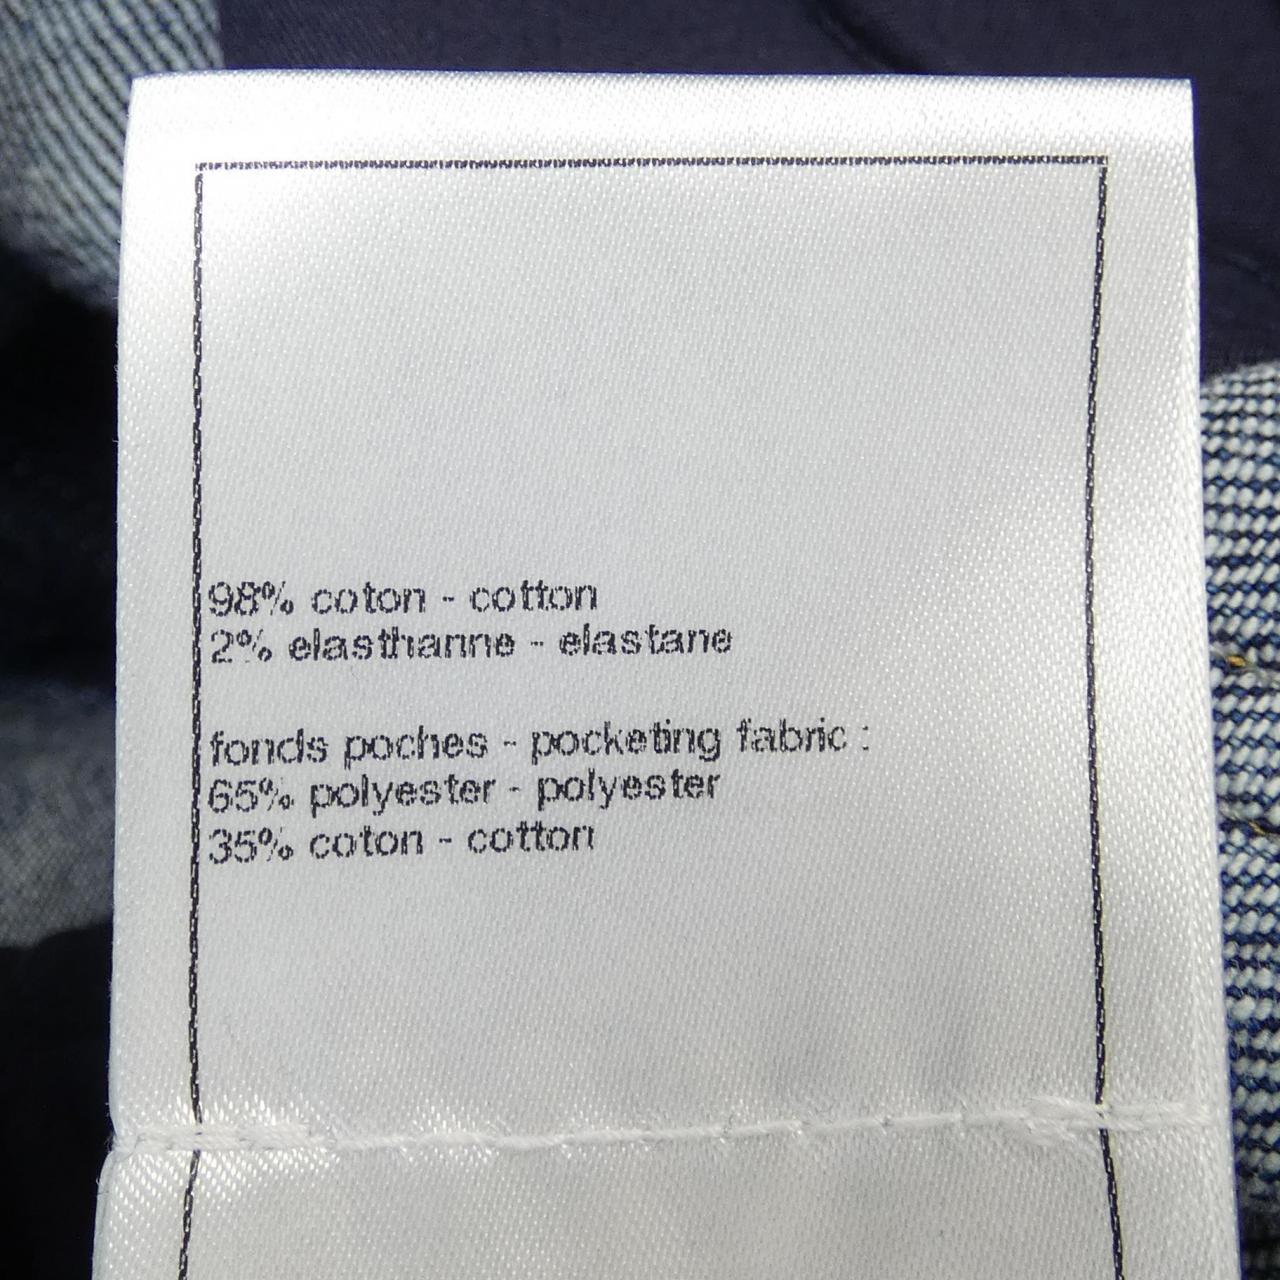 98% coton - cotton
2% elasthanne - elastane
fonds poches - pocketing fabric :
65% polyester - polyester
35% coton - cotton